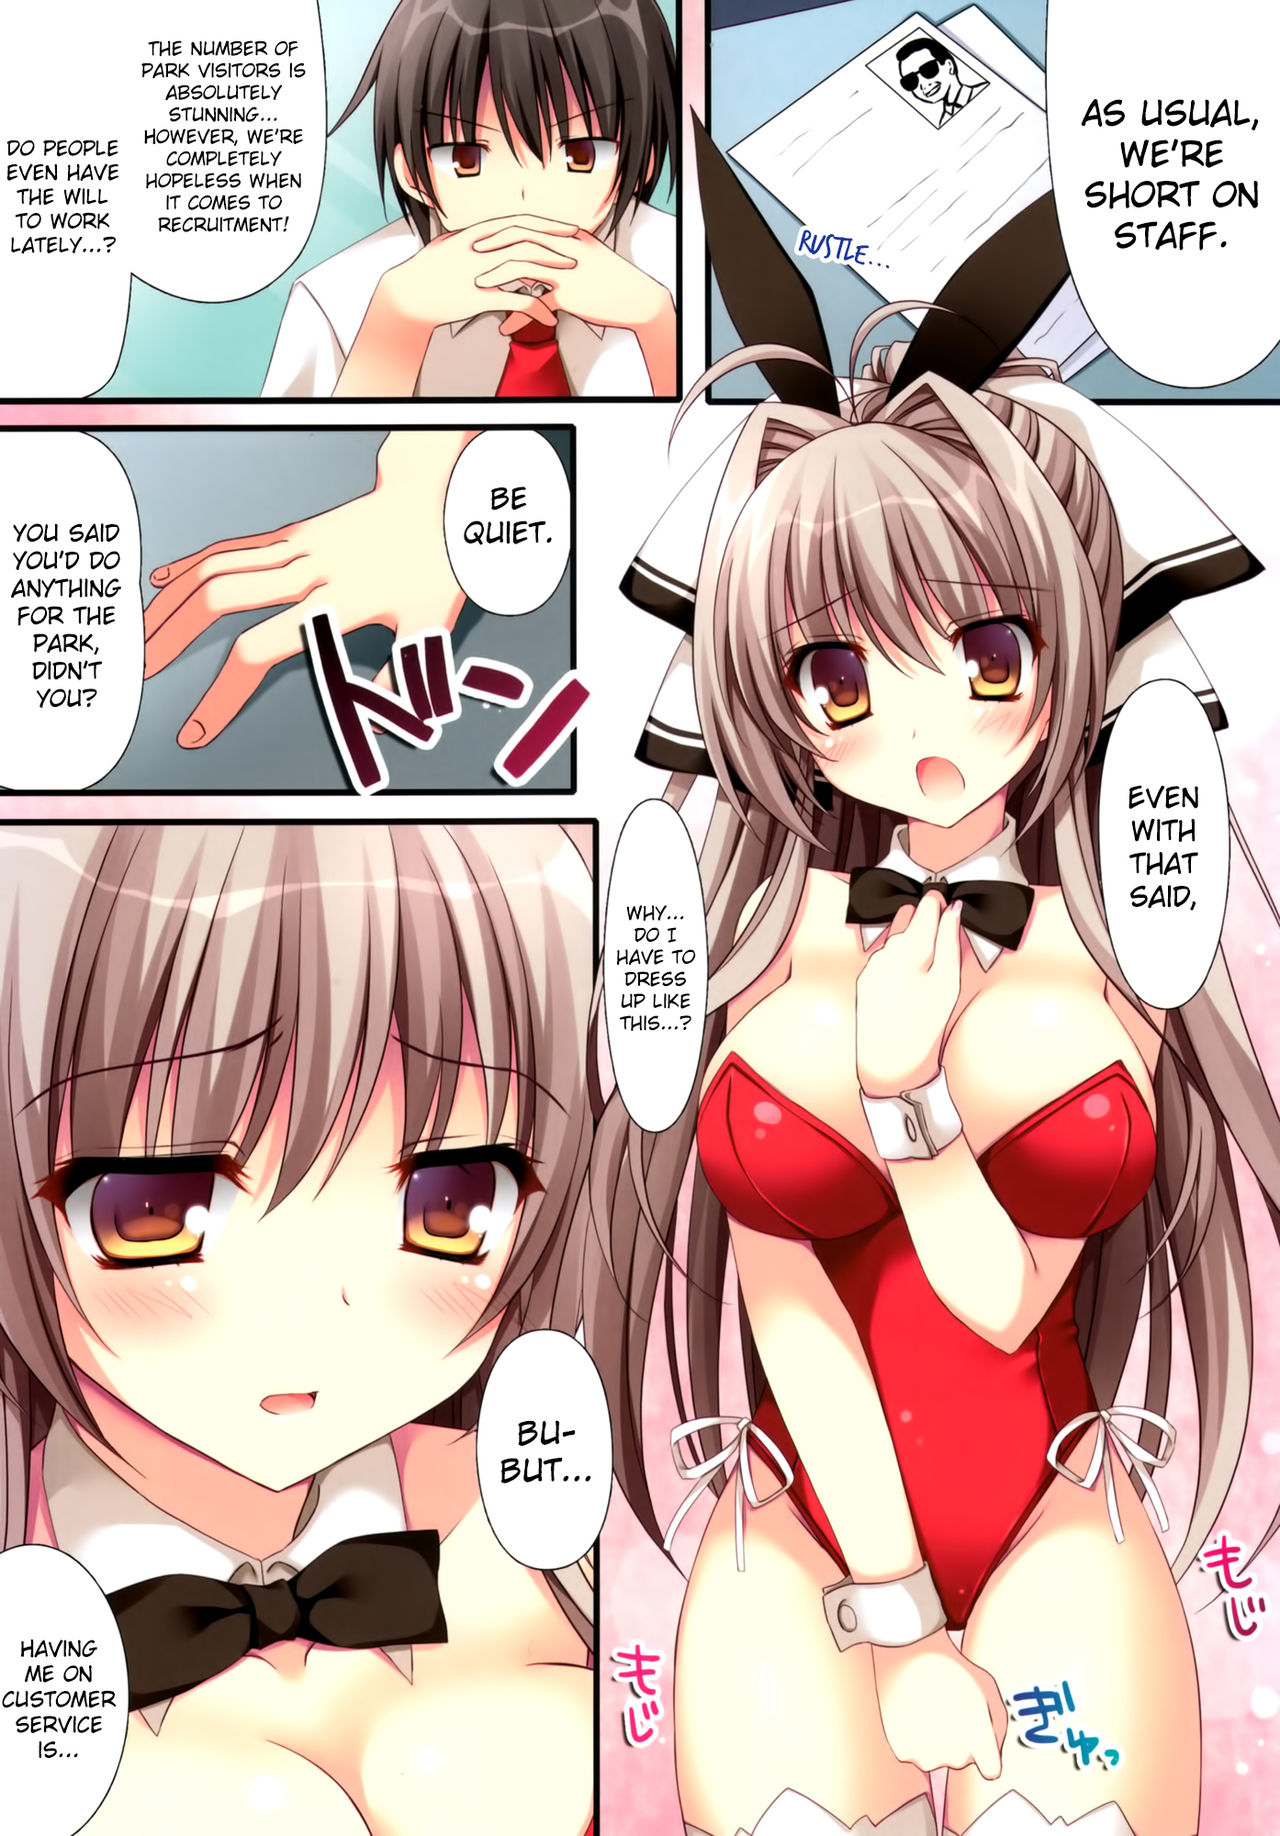 AS USUAL,
WE'RE
SHORT ON
STAFF.
RUSTLE...
THE NUMBER OF
PARK VISITORS IS
ABSOLUTELY
STUNNING...
HOWEVER, WE'RE
COMPLETELY
HOPELESS WHEN
IT COMES TO
RECRUITMENT!
DO PEOPLE
EVEN HAVE
THE WILL
TO WORK
LATELY...?
EVEN
WITH
THAT
SAID,
WHY...
DO I
HAVE TO
DRESS
UP LIKE
THIS...?
もじ
もじ
ぎゅっ
BE
QUIET.
ドン
YOU SAID
YOU'D DO
ANYTHING
FOR THE
PARK,
DIDN'T
YOU?
BU-
BUT...
HAVING
ME ON
CUSTOMER
SERVICE
IS...